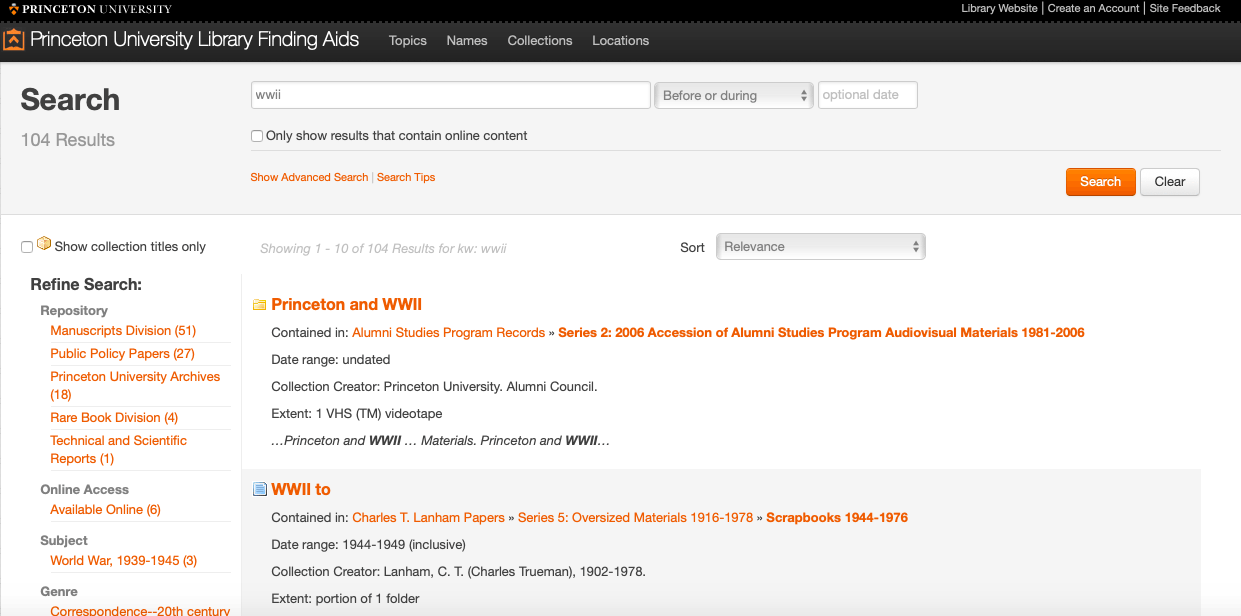 PRINCETON UNIVERSITY
Library Website | Create an Account | Site Feedback
Princeton University Library Finding Aids
Topics Names Collections Locations
Search
104 Results
wwii
Before or during
optional date
Only show results that contain online content
Show Advanced Search | Search Tips
Search
Clear
Show collection titles only
Showing 1 - 10 of 104 Results for kw: wwii
Sort
Relevance
Refine Search:
Repository
Manuscripts Division (51)
Public Policy Papers (27)
Princeton University Archives
(18)
Rare Book Division (4)
Technical and Scientific
Reports (1)
Online Access
Available Online (6)
Subject
World War, 1939-1945 (3)
Genre
Correspondence--20th century
Princeton and WWII
Contained in: Alumni Studies Program Records » Series 2: 2006 Accession of Alumni Studies Program Audiovisual Materials 1981-2006
Date range: undated
Collection Creator: Princeton University. Alumni Council.
Extent: 1 VHS (TM) videotape
…Princeton and WWII … Materials. Princeton and WWII…
WWII to
Contained in: Charles T. Lanham Papers » Series 5: Oversized Materials 1916-1978 » Scrapbooks 1944-1976
Date range: 1944-1949 (inclusive)
Collection Creator: Lanham, C. T. (Charles Trueman), 1902-1978.
Extent: portion of 1 folder